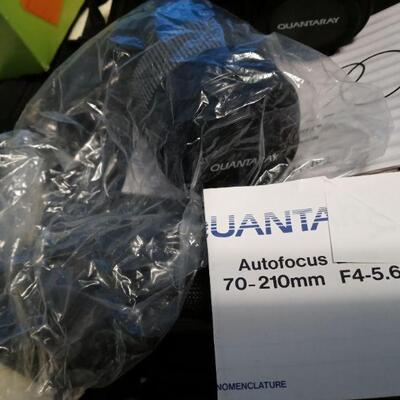 QUANTARAY
QUANTARAY
UANTA
Autofocus
70-210mm F4-5.6
NOMENCLATURE